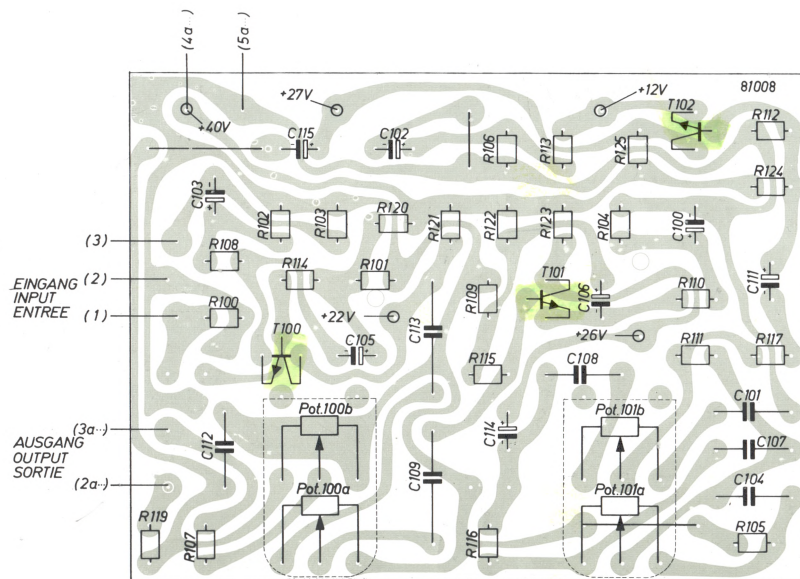 (4a...)
(5a...)
81008
+27V
+12V
T102
+40V
C115
C102
R106
R113
R125
R112
R124
C103
R102
R103
R120
R121
R122
R123
R104
C100
(3)
R108
R114
R101
T101
EINGANG
INPUT
ENTREE
(2)
R109
C106
R110
C111
(1)
R100
T100
+22V
C113
+26V
C105
R115
C108
R111
R117
Pot.100b
Pot.101b
C101
AUSGANG
OUTPUT
SORTIE
(3a...)
C112
C114
C107
C109
(2a...)
Pot.100a
Pot.101a
C104
R119
R107
R116
R105